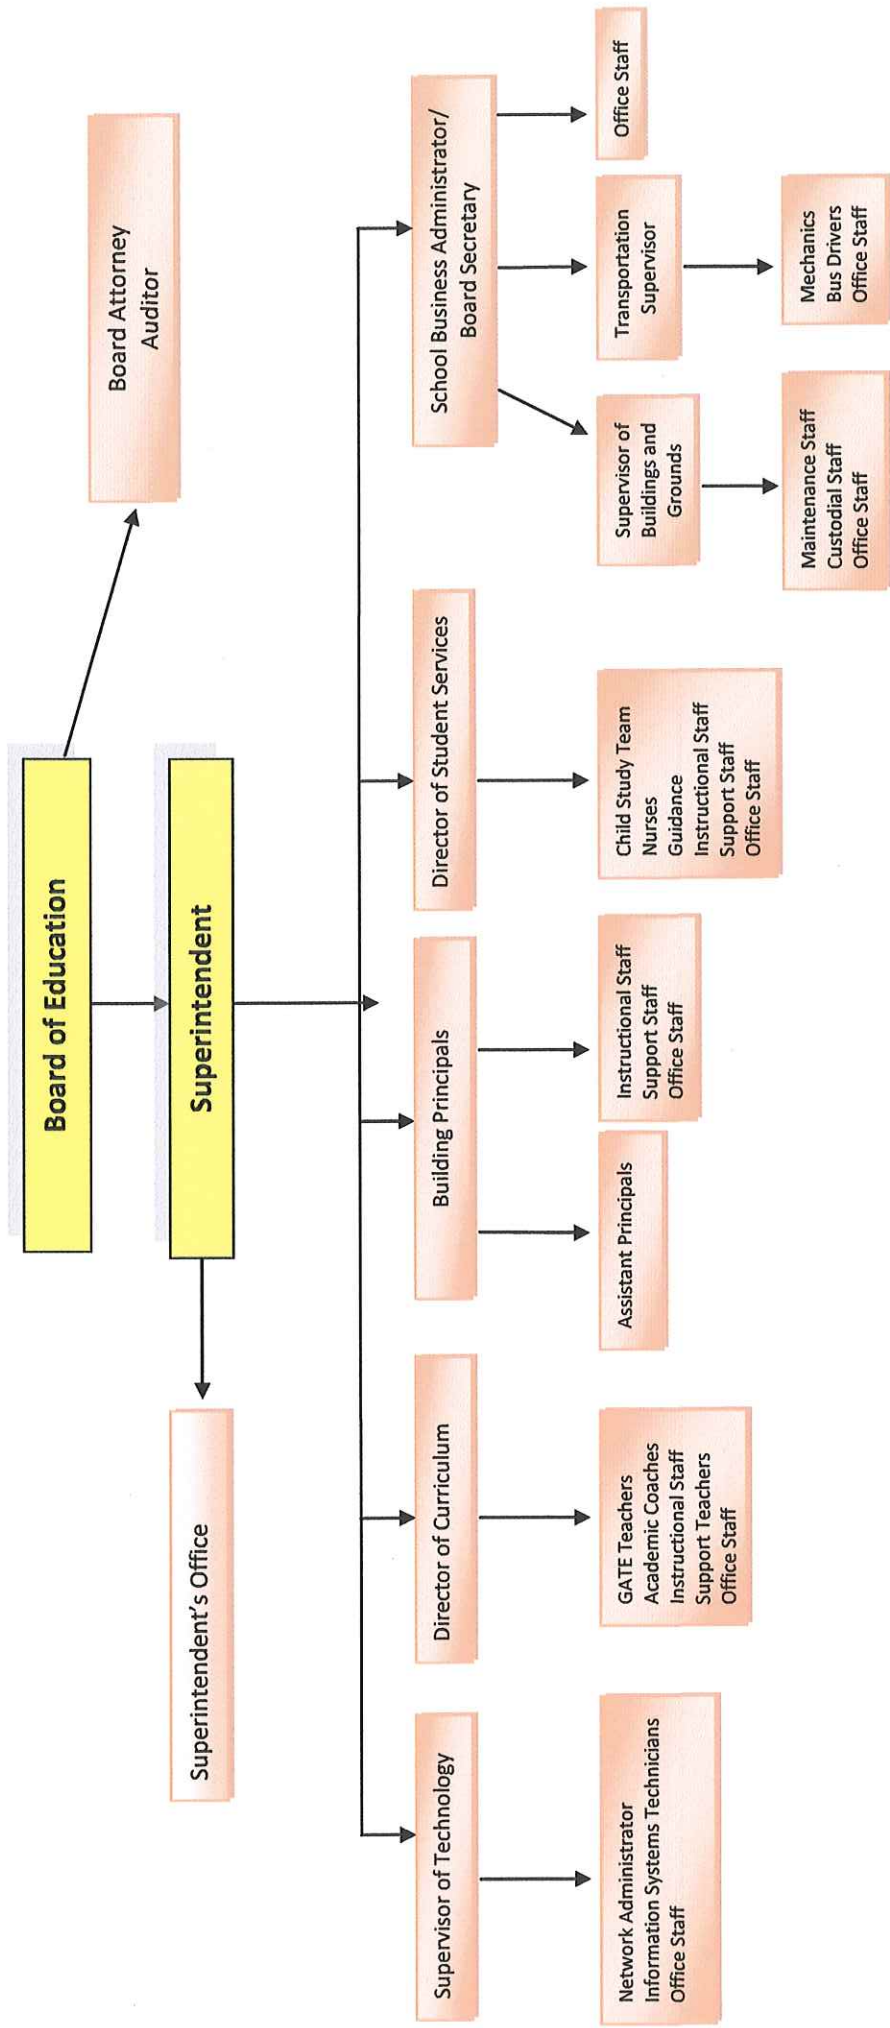 Board of Education
Board Attorney
Auditor
Superintendent
Superintendent's Office
Supervisor of Technology
Director of Curriculum
Building Principals
Director of Student Services
School Business Administrator/
Board Secretary
Network Administrator
Information Systems Technicians
Office Staff
GATE Teachers
Academic Coaches
Instructional Staff
Support Teachers
Office Staff
Assistant Principals
Instructional Staff
Support Staff
Office Staff
Child Study Team
Nurses
Guidance
Instructional Staff
Support Staff
Office Staff
Supervisor of
Buildings and
Grounds
Transportation
Supervisor
Office Staff
Maintenance Staff
Custodial Staff
Office Staff
Mechanics
Bus Drivers
Office Staff